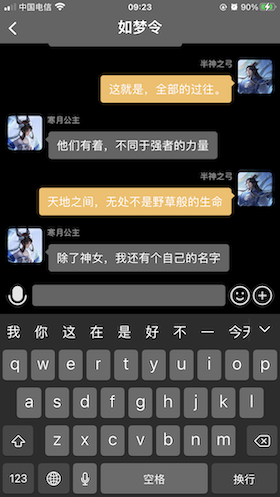 中国电信
09:23
90%
如梦令
半神之弓
这就是，全部的过往。
寒月公主
他们有着，不同于强者的力量
半神之弓
天地之间，无处不是野草般的生命
寒月公主
除了神女，我还有个自己的名字
我 你 这 在 是 好 不 一 今天
q w e r t y u i o p
a s d f g h j k l
z x c v b n m
123 空格 换行